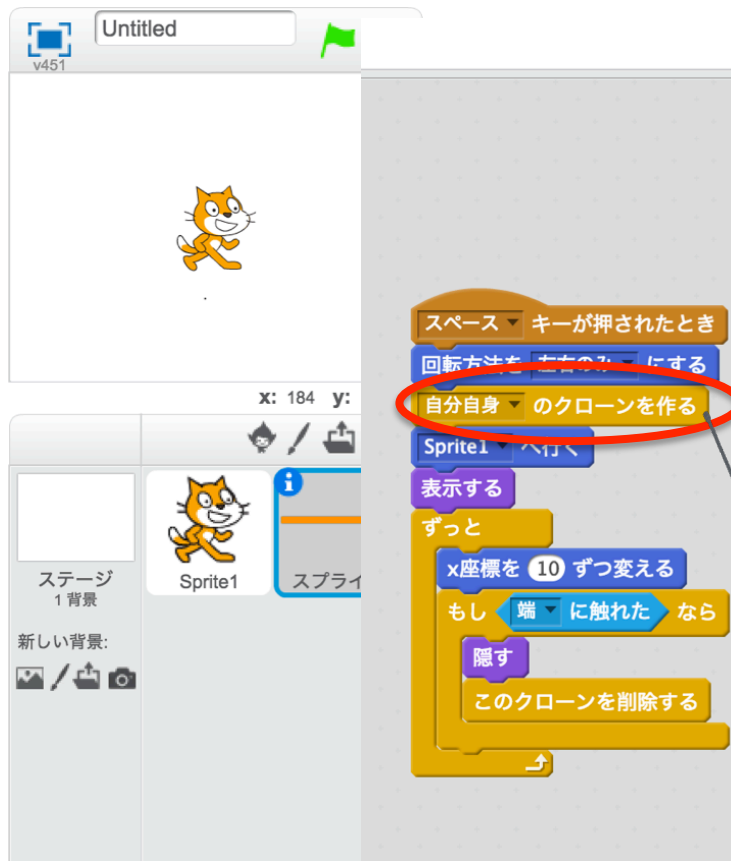 Untitled
v451
x: 184 y:
Sprite1
スプライ
ステージ
1 背景
新しい背景:
スペース キーが押されたとき
回転方法を 左右のみ にする
自分自身 のクローンを作る
Sprite1 へ行く
表示する
ずっと
x座標を 10 ずつ変える
もし 端 に触れた なら
隠す
このクローンを削除する